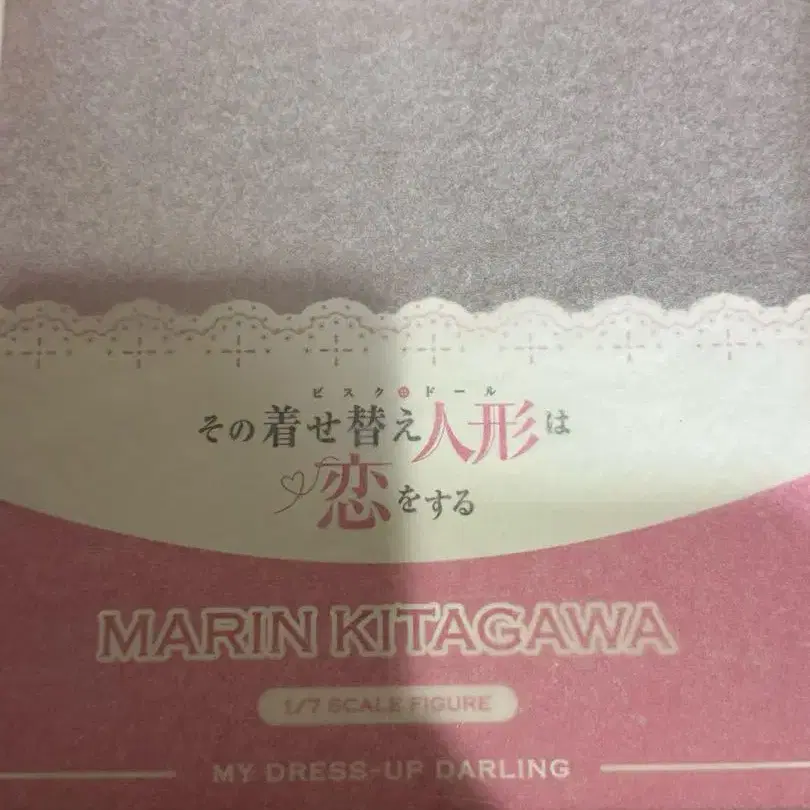 ビスク・ドール
その着せ替え人形は
恋をする
MARIN KITAGAWA
1/7 SCALE FIGURE
MY DRESS-UP DARLING